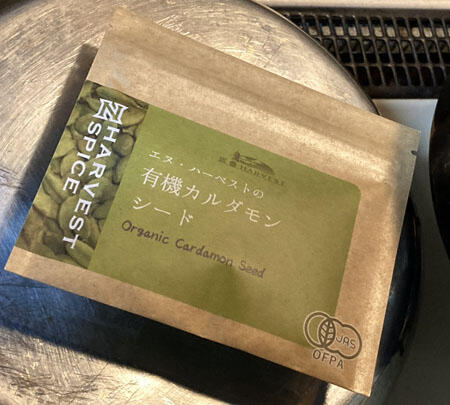 HARVEST
SPICE
HARVEST
エヌ・ハーベストの
有機カルダモン
シード
Organic Cardamon Seed
JAS
OFPA